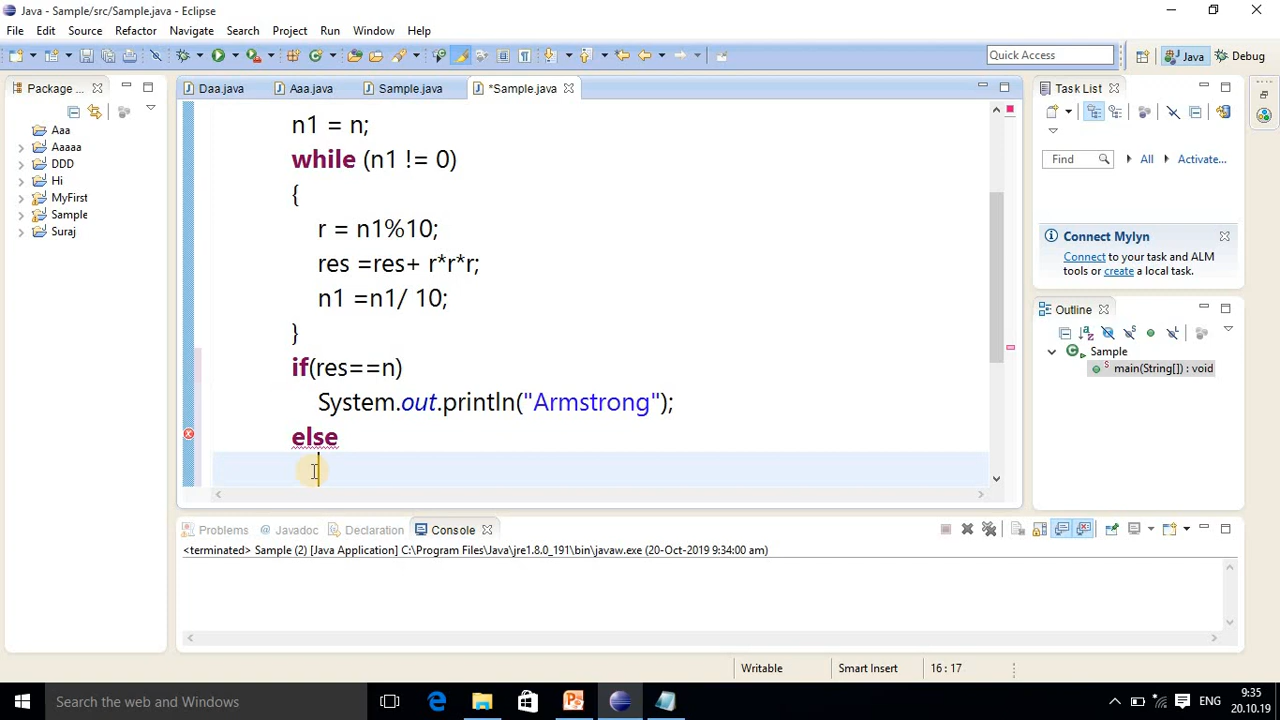 Java - Sample/src/Sample.java - Eclipse
File Edit Source Refactor Navigate Search Project Run Window Help
Quick Access
Java
Debug
Package ...
Aaa
Aaaaa
DDD
Hi
MyFirst
Sample
Suraj
Daa.java
Aaa.java
Sample.java
*Sample.java
n1 = n;
while (n1 != 0)
{
r = n1%10;
res =res+ r*r*r;
n1 =n1/ 10;
}
if(res==n)
System.out.println("Armstrong");
else
Task List
Find
All
Activate...
Connect Mylyn
Connect to your task and ALM
tools or create a local task.
Outline
Sample
main(String[]) : void
Problems
Javadoc
Declaration
Console
<terminated> Sample (2) [Java Application] C:\Program Files\Java\jre1.8.0_191\bin\javaw.exe (20-Oct-2019 9:34:00 am)
Writable
Smart Insert
16 : 17
Search the web and Windows
ENG
9:35
20.10.19